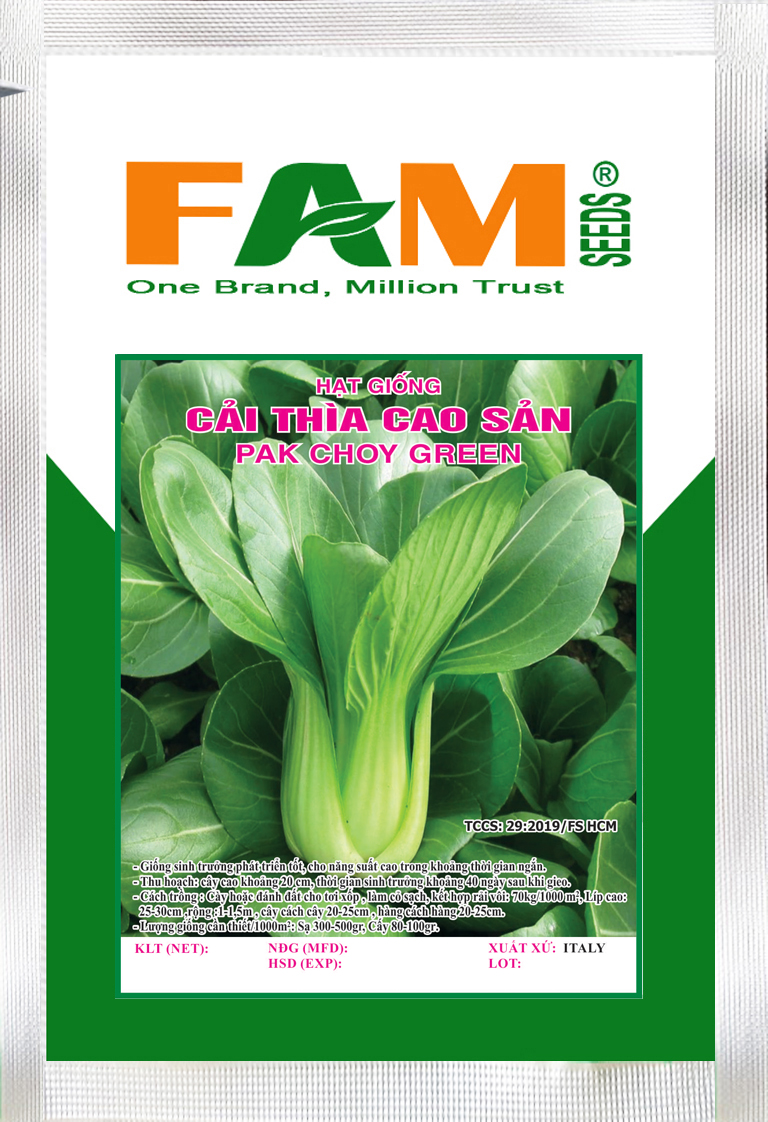 FAM SEEDS ®
One Brand, Million Trust
HẠT GIỐNG
CẢI THÌA CAO SẢN
PAK CHOY GREEN
TCCS: 29:2019/FS HCM
- Giống sinh trưởng phát triển tốt, cho năng suất cao trong khoảng thời gian ngắn.
- Thu hoạch: cây cao khoảng 20 cm, thời gian sinh trưởng khoảng 40 ngày sau khi gieo.
- Cách trồng : Cày hoặc đánh đất cho tơi xốp , làm cỏ sạch, kết hợp rải vôi: 70kg/1000 m², Líp cao:
25-30cm ,rộng :1-1,5m , cây cách cây 20-25cm , hàng cách hàng 20-25cm.
- Lượng giống cần thiết/1000m²: Sạ 300-500gr, Cấy 80-100gr.
KLT (NET): NĐG (MFD): XUẤT XỨ: ITALY
HSD (EXP): LOT: